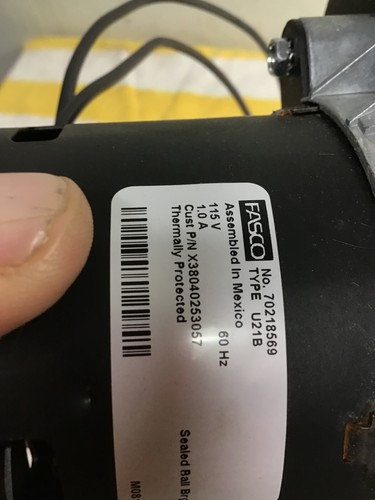 FASCO No. 70218569
TYPE U21B
Assembled In Mexico
115 V 60 Hz
1.0 A
Cust P/N X38040253057
Thermally Protected
Sealed Ball
M08